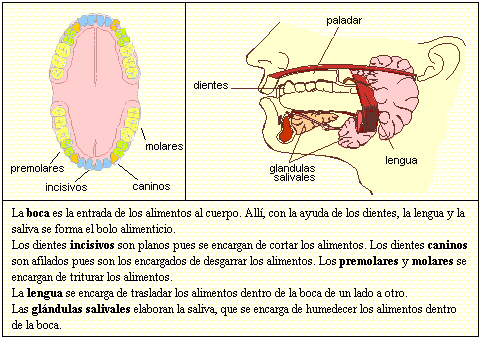 paladar
dientes
molares
premolares
incisivos
caninos
glandulas
salivales
lengua
La boca es la entrada de los alimentos al cuerpo. Allí, con la ayuda de los dientes, la lengua y la
saliva se forma el bolo alimenticio.
Los dientes incisivos son planos pues se encargan de cortar los alimentos. Los dientes caninos
son afilados pues son los encargados de desgarrar los alimentos. Los premolares y molares se
encargan de triturar los alimentos.
La lengua se encarga de trasladar los alimentos dentro de la boca de un lado a otro.
Las glándulas salivales elaboran la saliva, que se encarga de humedecer los alimentos dentro
de la boca.